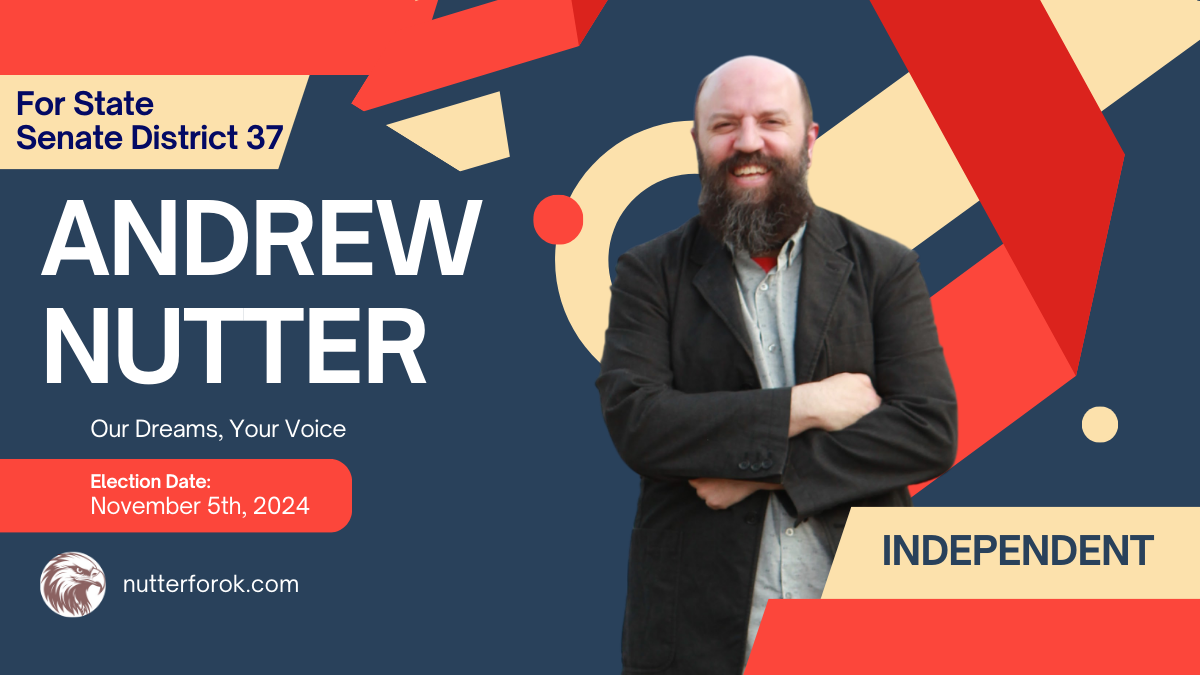 For State
Senate District 37
ANDREW
NUTTER
Our Dreams, Your Voice
Election Date:
November 5th, 2024
nutterforok.com
INDEPENDENT